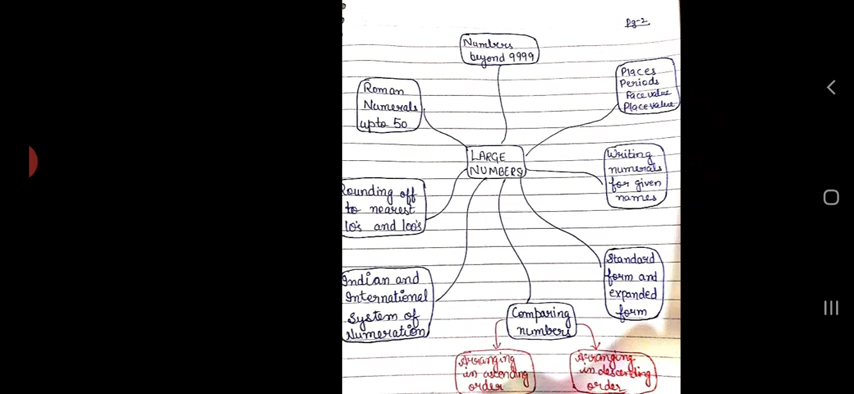 Pg-2
Numbers
beyond 9999
Places
Periods
Face value
Place value
Roman
Numerals
upto 50
LARGE
NUMBERS
Writing
numerals
for given
names
Rounding off
to nearest
10's and 100's
Standard
form and
expanded
form
Indian and
International
System of
Numeration
Comparing
numbers
Arranging
in ascending
order
Arranging
in descending
order